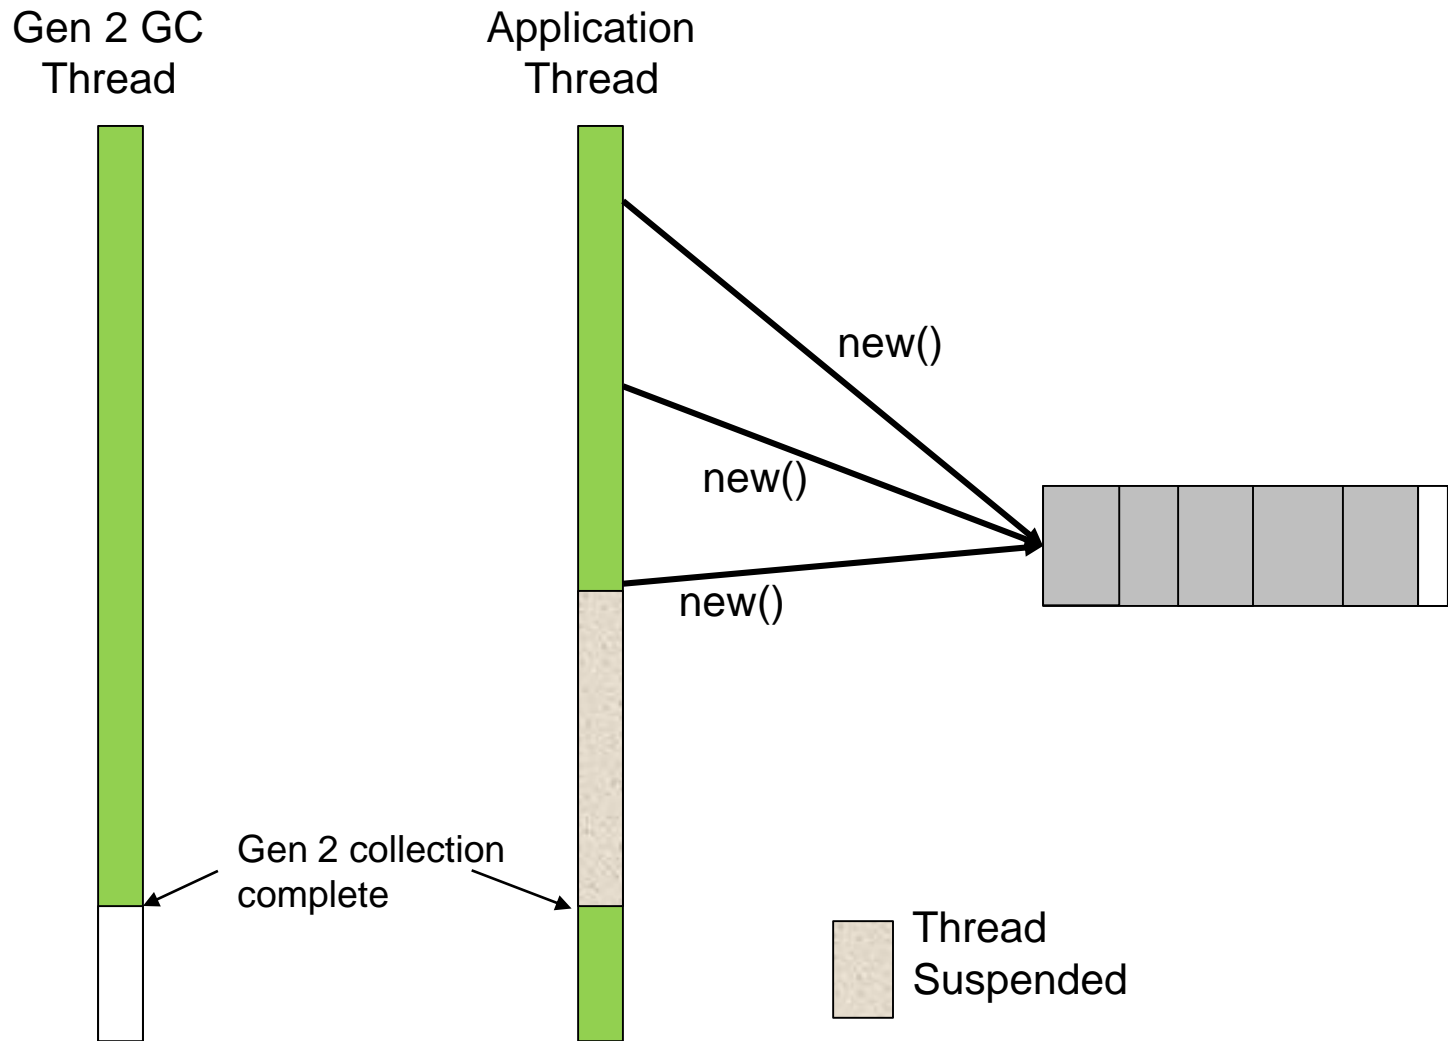 Gen 2 GC
Thread
Application
Thread
new()
new()
new()
Gen 2 collection
complete
Thread
Suspended